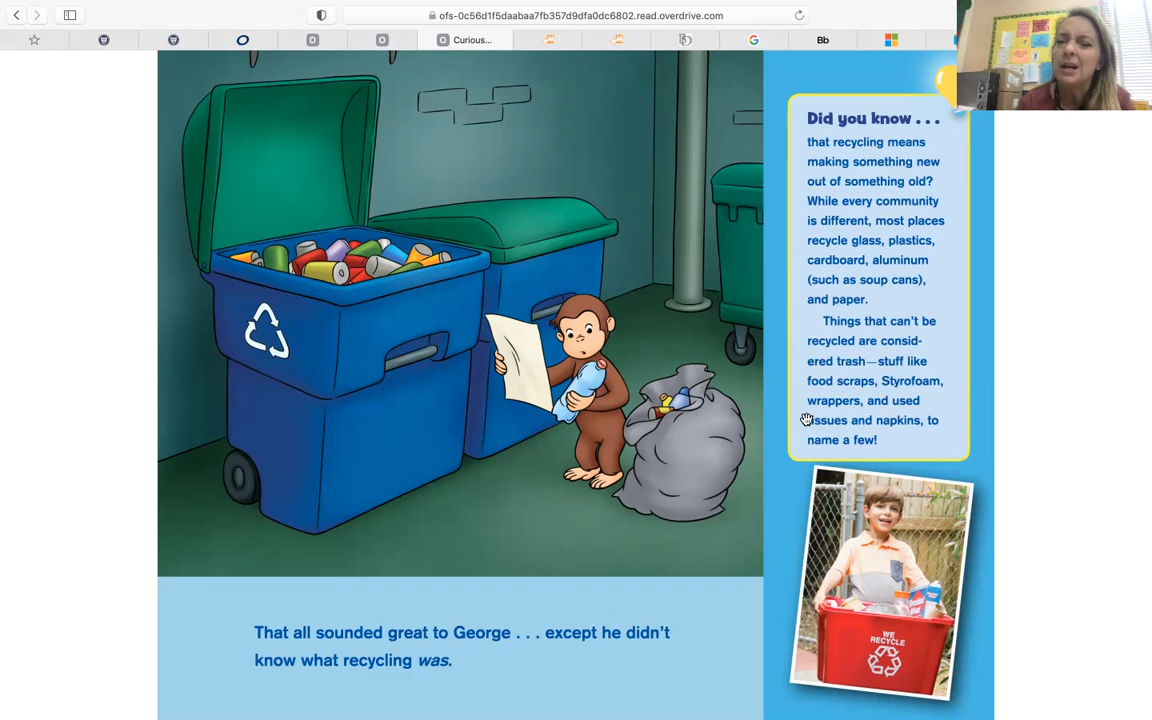 ofs-0c56d1f5daabaa7fb357d9dfa0dc6802.read.overdrive.com
Curious...
G
Bb
Did you know . . .
that recycling means
making something new
out of something old?
While every community
is different, most places
recycle glass, plastics,
cardboard, aluminum
(such as soup cans),
and paper.
Things that can't be
recycled are consid-
ered trash—stuff like
food scraps, Styrofoam,
wrappers, and used
tissues and napkins, to
name a few!
WE
RECYCLE
That all sounded great to George . . . except he didn't
know what recycling was.